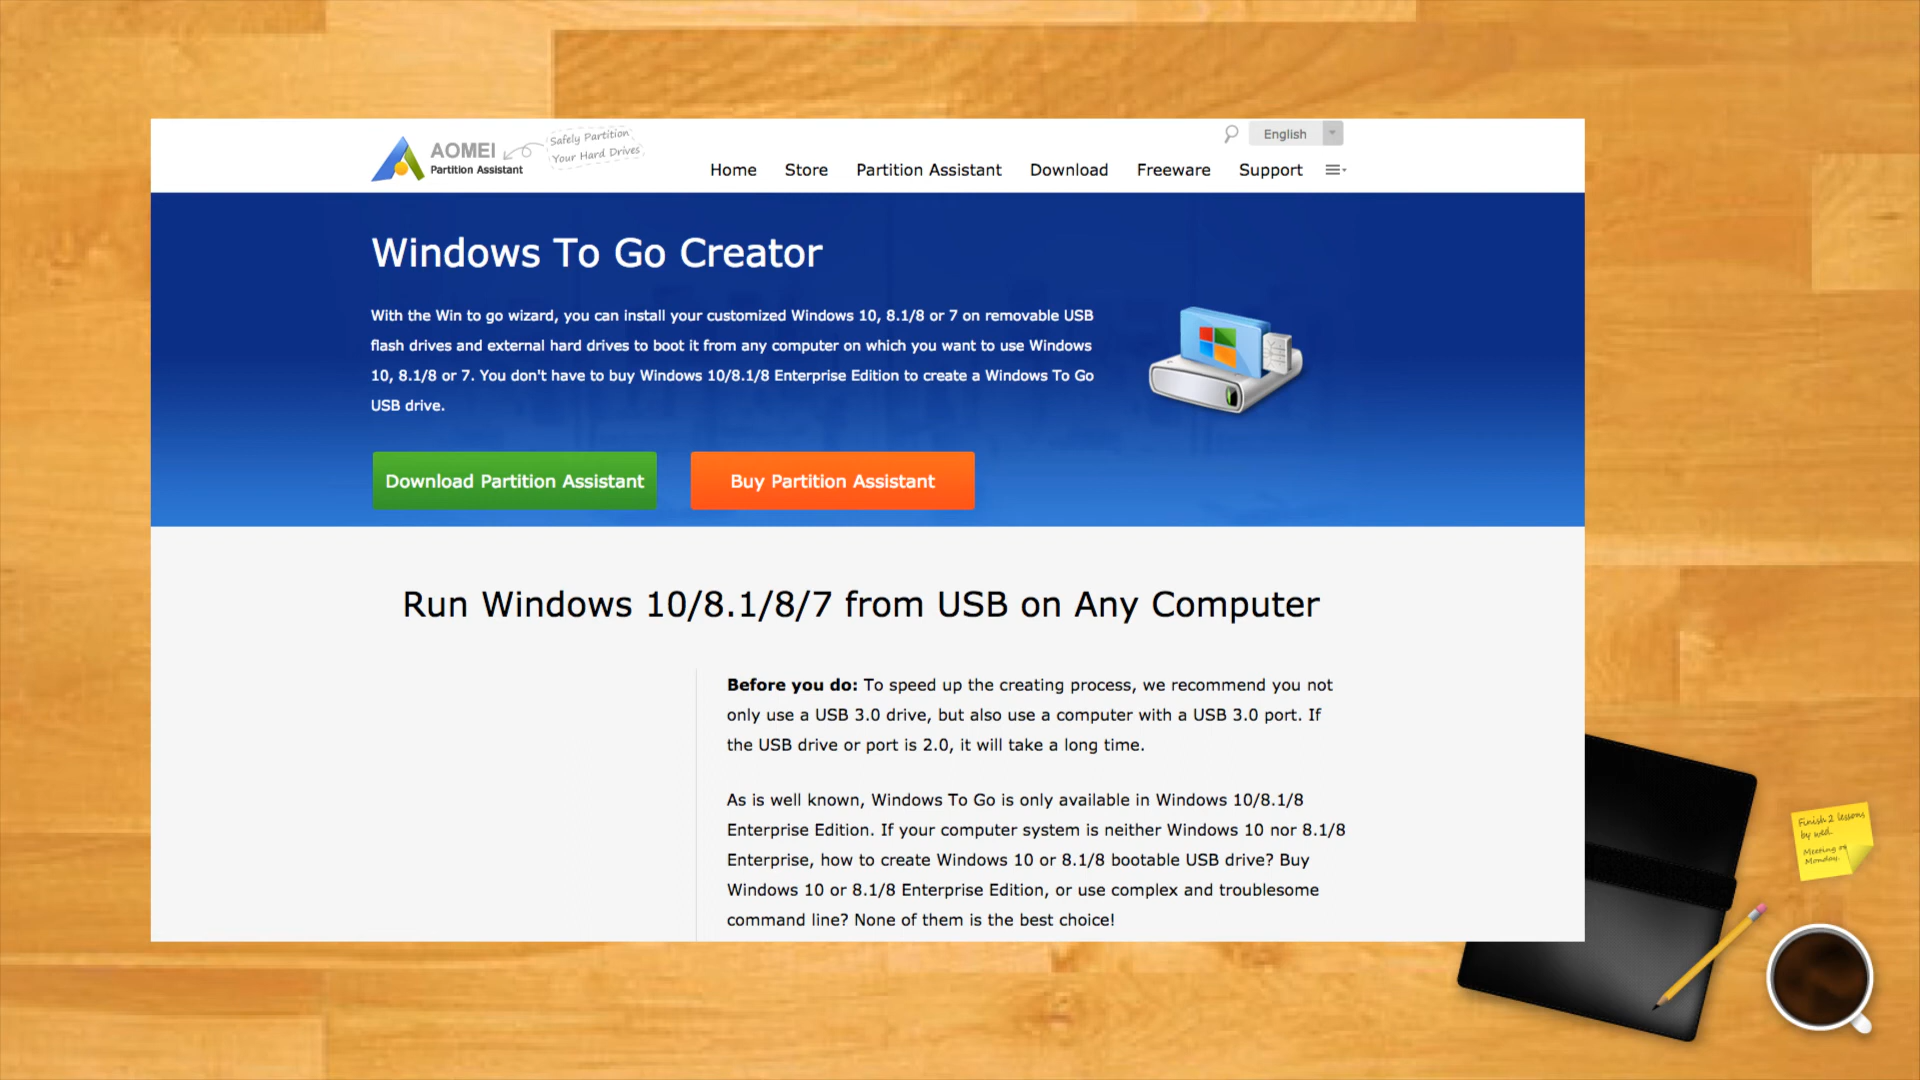 AOMEI
Partition Assistant
Safely Partition
Your Hard Drives
English
Home Store Partition Assistant Download Freeware Support
Windows To Go Creator
With the Win to go wizard, you can install your customized Windows 10, 8.1/8 or 7 on removable USB
flash drives and external hard drives to boot it from any computer on which you want to use Windows
10, 8.1/8 or 7. You don't have to buy Windows 10/8.1/8 Enterprise Edition to create a Windows To Go
USB drive.
Download Partition Assistant
Buy Partition Assistant
Run Windows 10/8.1/8/7 from USB on Any Computer
Before you do: To speed up the creating process, we recommend you not
only use a USB 3.0 drive, but also use a computer with a USB 3.0 port. If
the USB drive or port is 2.0, it will take a long time.
As is well known, Windows To Go is only available in Windows 10/8.1/8
Enterprise Edition. If your computer system is neither Windows 10 nor 8.1/8
Enterprise, how to create Windows 10 or 8.1/8 bootable USB drive? Buy
Windows 10 or 8.1/8 Enterprise Edition, or use complex and troublesome
command line? None of them is the best choice!
Finish 2 lessons
by wed.
Meeting on
Monday.